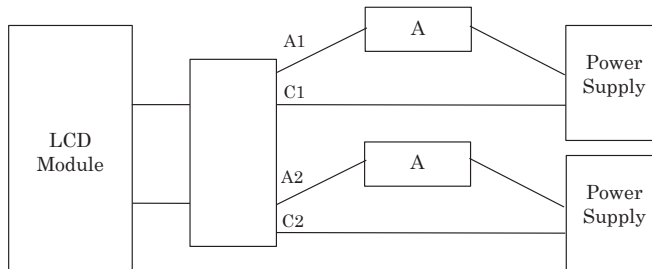 LCD
Module
A1
A
C1
Power
Supply
A2
A
C2
Power
Supply